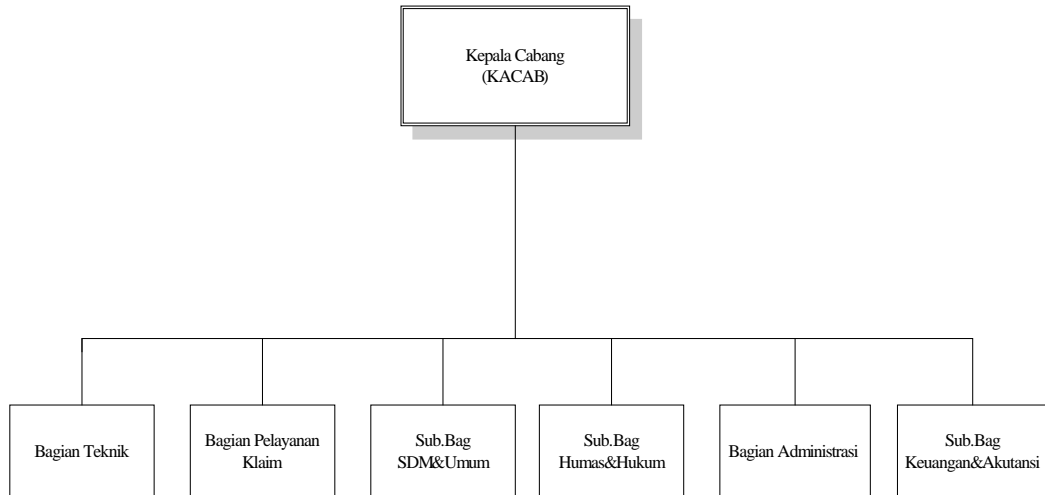 Kepala Cabang
(KACAB)
Bagian Teknik
Bagian Pelayanan
Klaim
Sub.Bag
SDM&Umum
Sub.Bag
Humas&Hukum
Bagian Administrasi
Sub.Bag
Keuangan&Akutansi